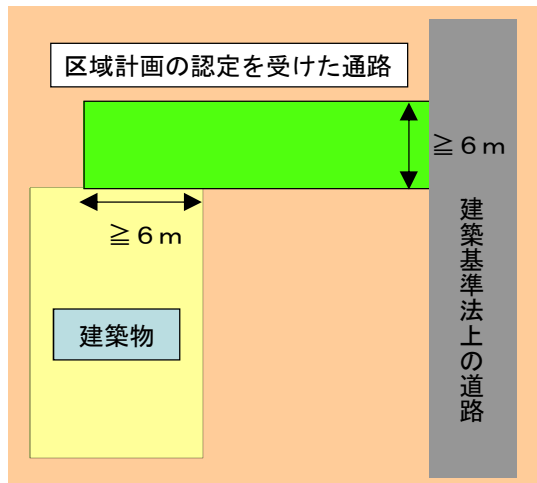 区域計画の認定を受けた通路
≧６ｍ
≧６ｍ
建築物
建築基準法上の道路